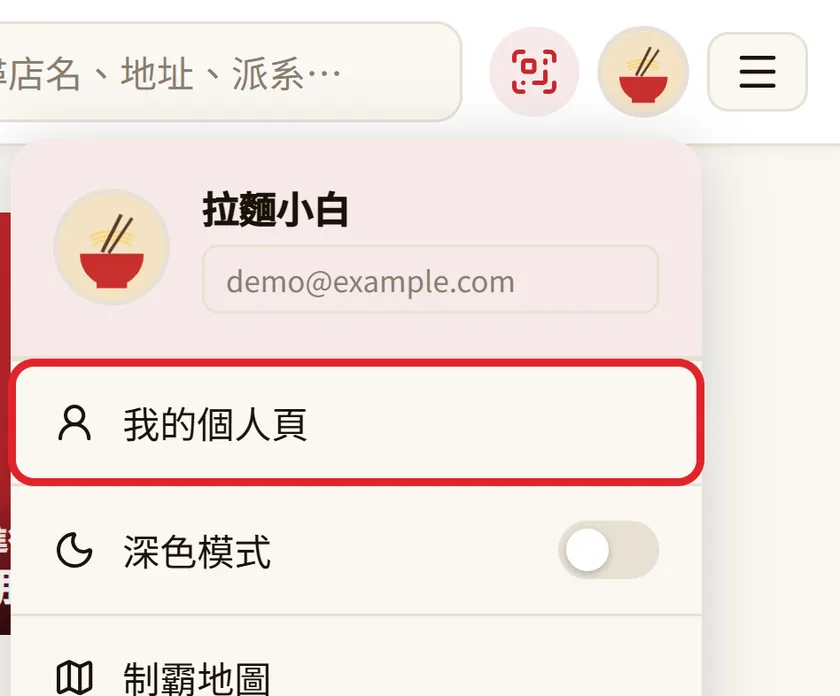 店名、地址、派系…
拉麵小白
demo@example.com
我的個人頁
深色模式
制霸地圖